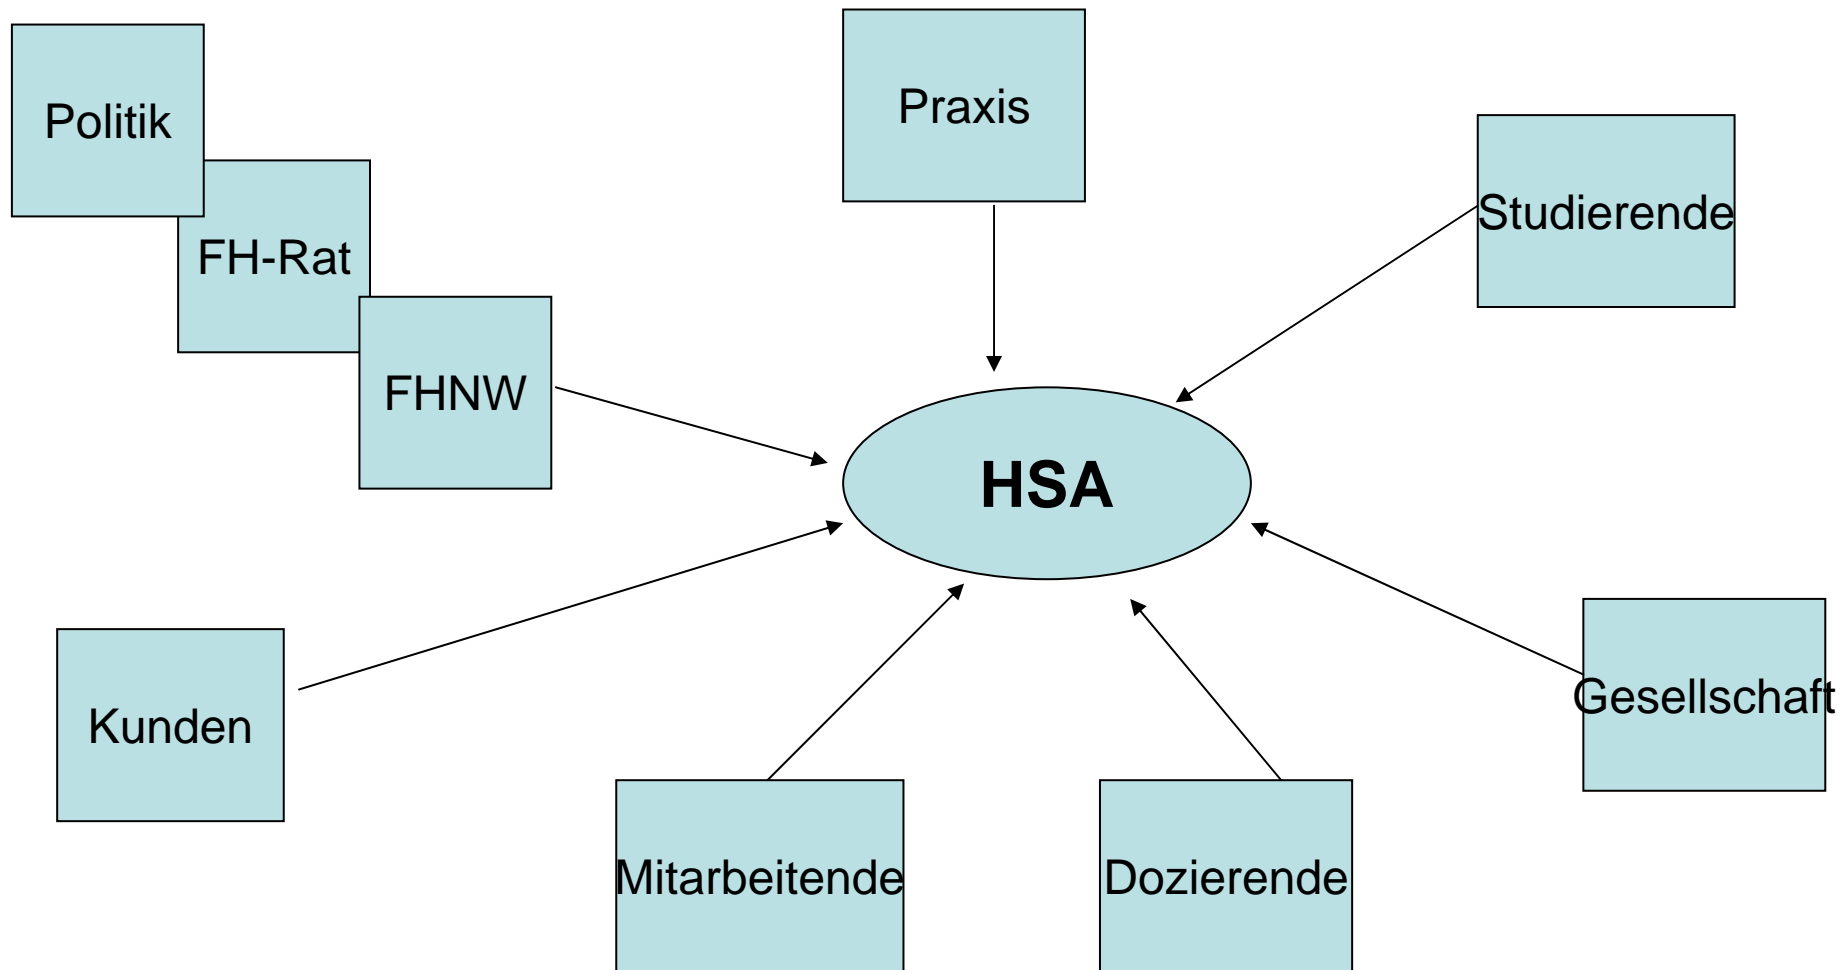 Politik
Praxis
Studierende
FH-Rat
FHNW
HSA
Kunden
Gesellschaft
Mitarbeitende
Dozierende